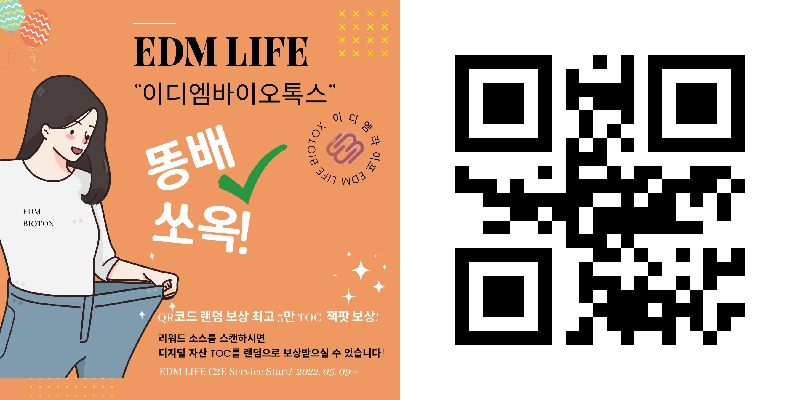 EDM LIFE
"이디엠바이오톡스"
이디엠라이프 EDM LIFE BIOTOX
똥배
쏘옥!
EDM
BIOTOX
QR코드 랜덤 보상 최고 5만 TOC 잭팟 보상!
리워드 소스를 스캔하시면
디지털 자산 TOC를 랜덤으로 보상받으실 수 있습니다!
EDM LIFE C2E Service Start! 2022. 05. 09 ~